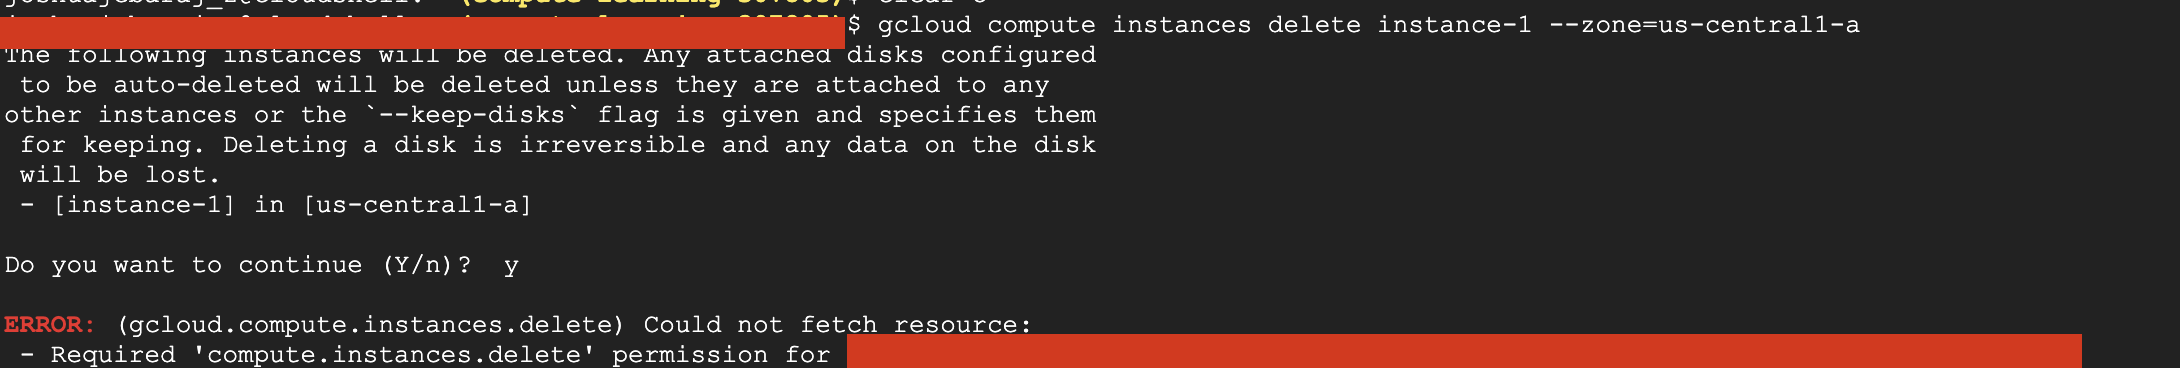 $ gcloud compute instances delete instance-1 --zone=us-central1-a
The following instances will be deleted. Any attached disks configured
to be auto-deleted will be deleted unless they are attached to any
other instances or the `--keep-disks` flag is given and specifies them
for keeping. Deleting a disk is irreversible and any data on the disk
will be lost.
- [instance-1] in [us-central1-a]
Do you want to continue (Y/n)? y
ERROR: (gcloud.compute.instances.delete) Could not fetch resource:
- Required 'compute.instances.delete' permission for